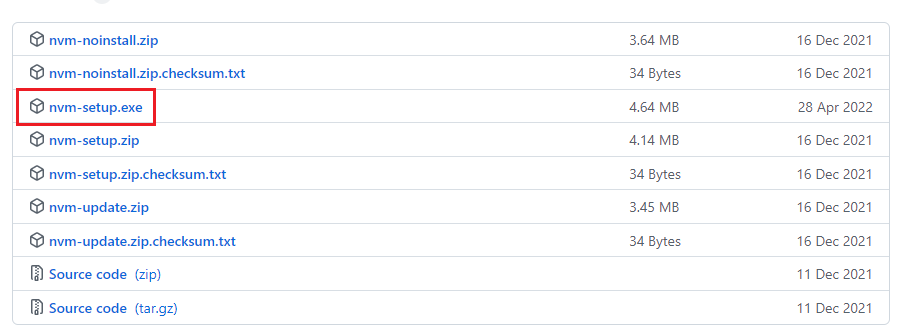 nvm-noinstall.zip 3.64 MB 16 Dec 2021
nvm-noinstall.zip.checksum.txt 34 Bytes 16 Dec 2021
nvm-setup.exe 4.64 MB 28 Apr 2022
nvm-setup.zip 4.14 MB 16 Dec 2021
nvm-setup.zip.checksum.txt 34 Bytes 16 Dec 2021
nvm-update.zip 3.45 MB 16 Dec 2021
nvm-update.zip.checksum.txt 34 Bytes 16 Dec 2021
Source code (zip) 11 Dec 2021
Source code (tar.gz) 11 Dec 2021